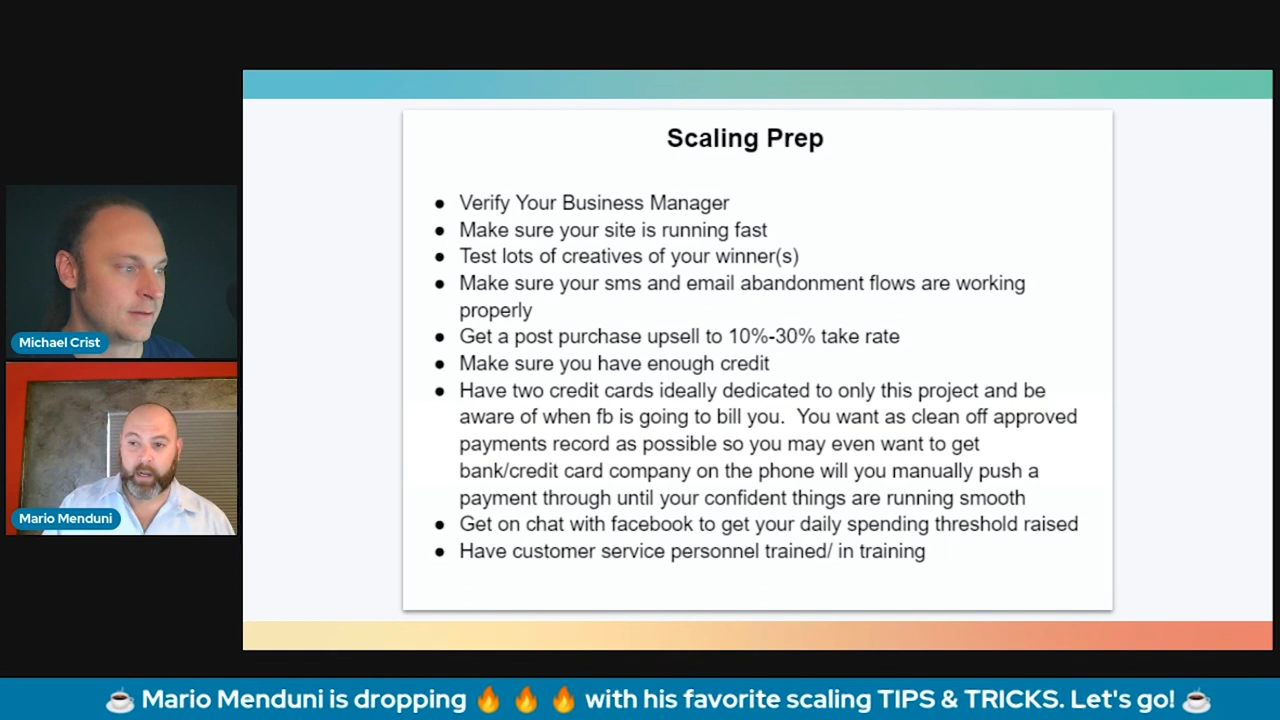 Scaling Prep
● Verify Your Business Manager
● Make sure your site is running fast
● Test lots of creatives of your winner(s)
● Make sure your sms and email abandonment flows are working
properly
● Get a post purchase upsell to 10%-30% take rate
● Make sure you have enough credit
● Have two credit cards ideally dedicated to only this project and be
aware of when fb is going to bill you.  You want as clean off approved
payments record as possible so you may even want to get
bank/credit card company on the phone will you manually push a
payment through until your confident things are running smooth
● Get on chat with facebook to get your daily spending threshold raised
● Have customer service personnel trained/ in training
Michael Crist
Mario Menduni
☕ Mario Menduni is dropping 🔥 🔥 🔥 with his favorite scaling TIPS & TRICKS. Let's go! ☕